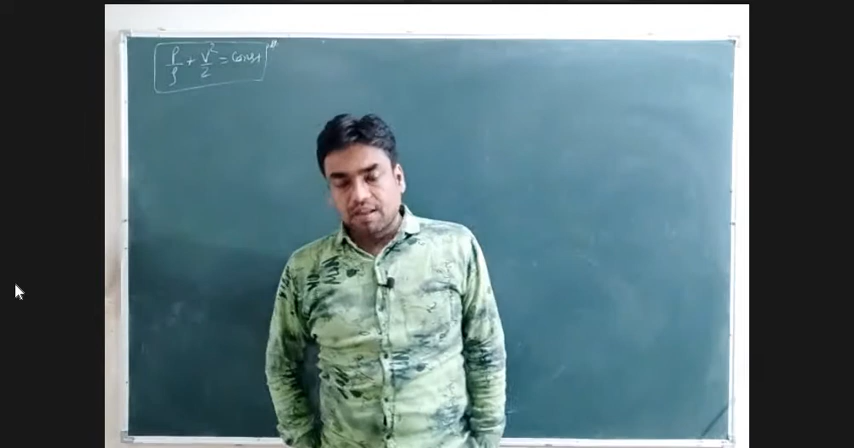 P/ρ + V²/2 = const